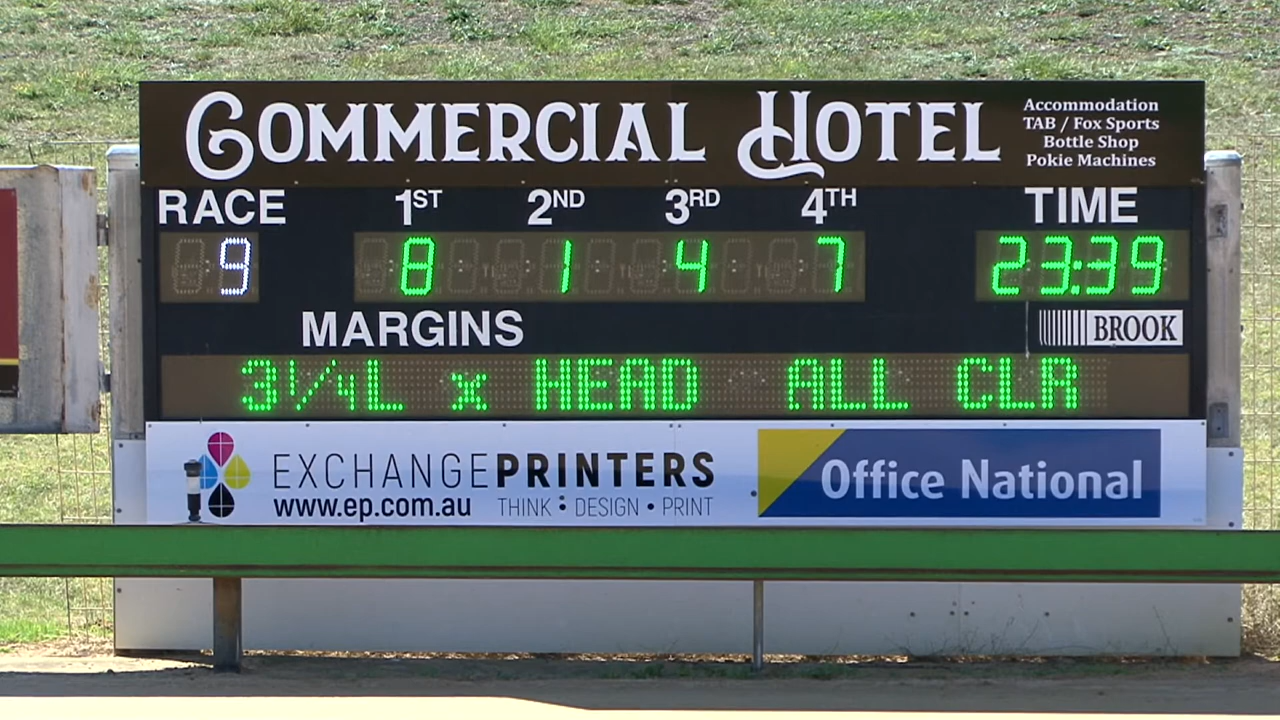 COMMERCIAL HOTEL
Accommodation
TAB / Fox Sports
Bottle Shop
Pokie Machines
RACE 1ST 2ND 3RD 4TH TIME
9 8 1 4 7 23:39
MARGINS
BROOK
3¼L x HEAD ALL CLR
EXCHANGEPRINTERS
www.ep.com.au THINK : DESIGN • PRINT
Office National